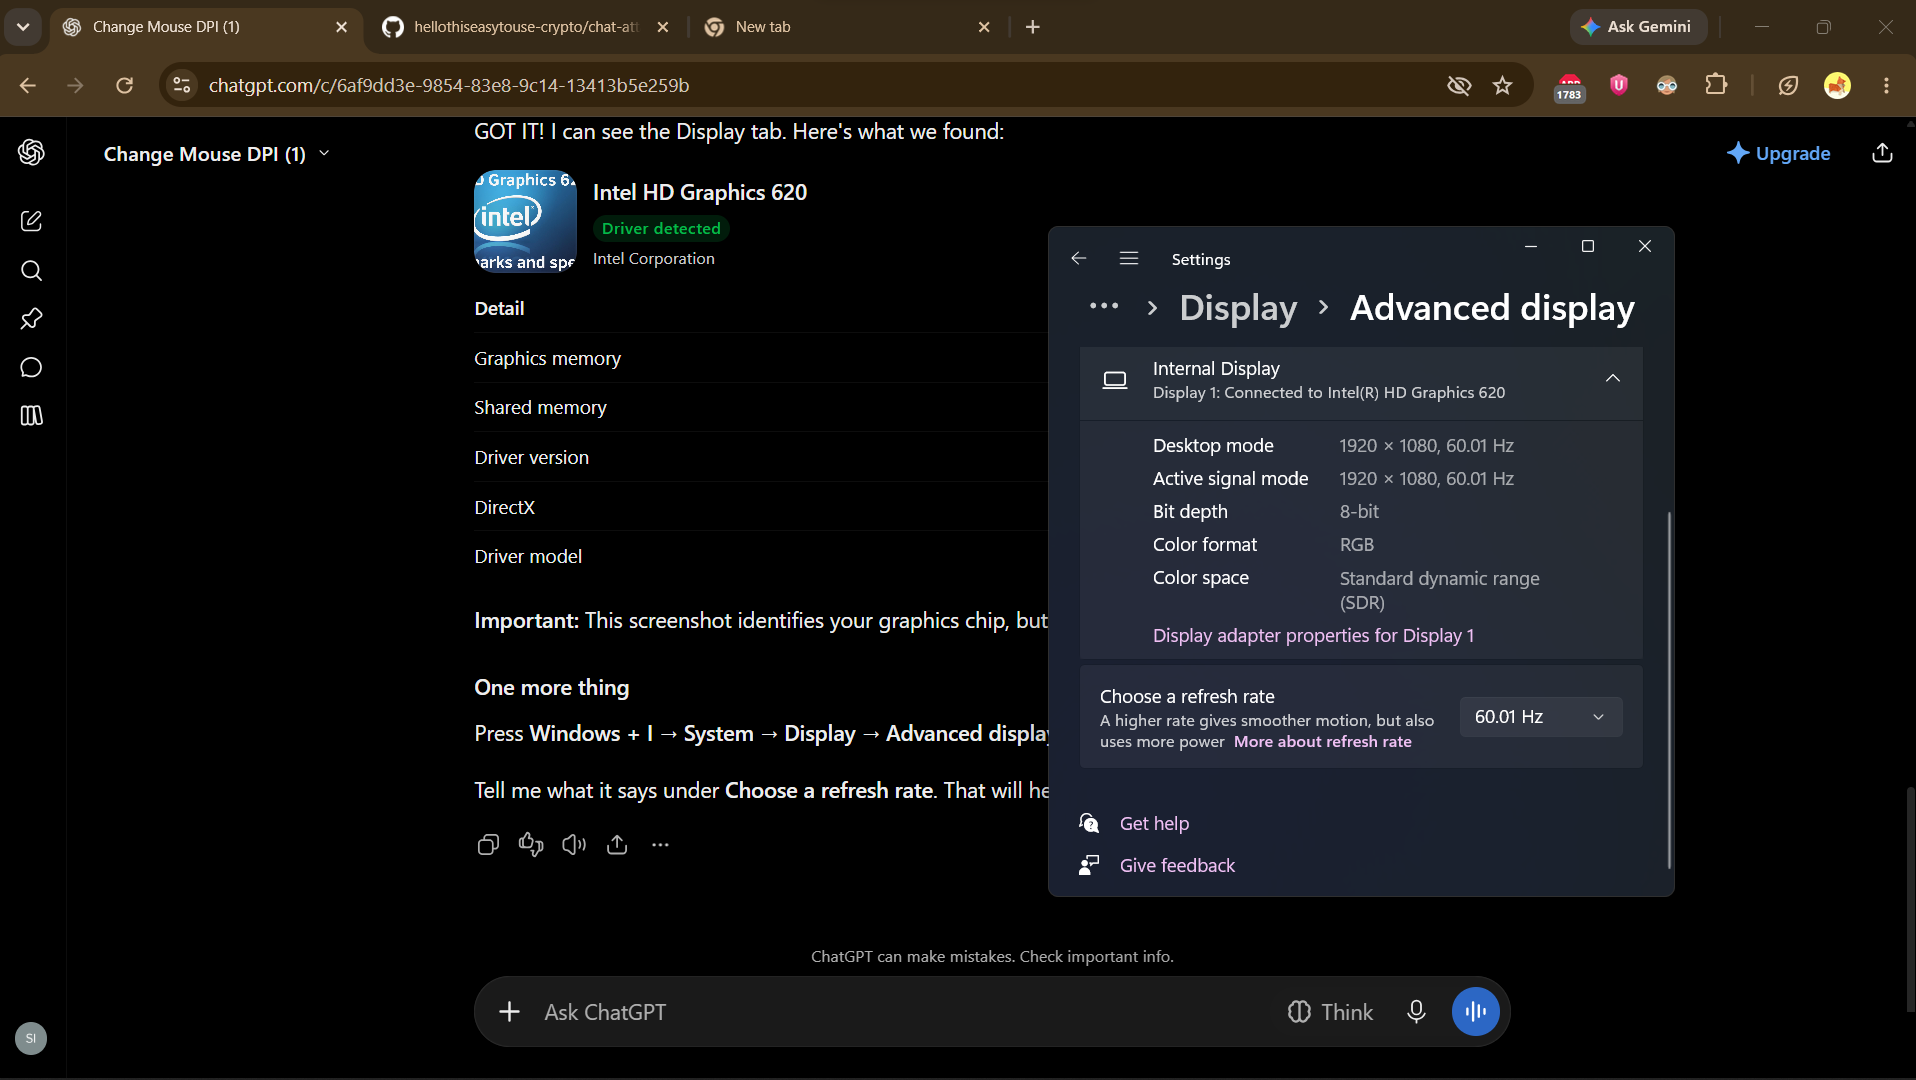 Change Mouse DPI (1)
hellothiseasytouse-crypto/chat-att
New tab
Ask Gemini
chatgpt.com/c/6af9dd3e-9854-83e8-9c14-13413b5e259b
1783
Change Mouse DPI (1)
Upgrade
GOT IT! I can see the Display tab. Here's what we found:
D Graphics 62
intel
arks and spe
Intel HD Graphics 620
Driver detected
Intel Corporation
Detail
Graphics memory
Shared memory
Driver version
DirectX
Driver model
Important: This screenshot identifies your graphics chip, but
One more thing
Press Windows + I → System → Display → Advanced display
Tell me what it says under Choose a refresh rate. That will he
ChatGPT can make mistakes. Check important info.
Ask ChatGPT
Think
SI
Settings
··· › Display › Advanced display
Internal Display
Display 1: Connected to Intel(R) HD Graphics 620
Desktop mode 1920 × 1080, 60.01 Hz
Active signal mode 1920 × 1080, 60.01 Hz
Bit depth 8-bit
Color format RGB
Color space Standard dynamic range
(SDR)
Display adapter properties for Display 1
Choose a refresh rate
A higher rate gives smoother motion, but also
uses more power More about refresh rate
60.01 Hz
Get help
Give feedback